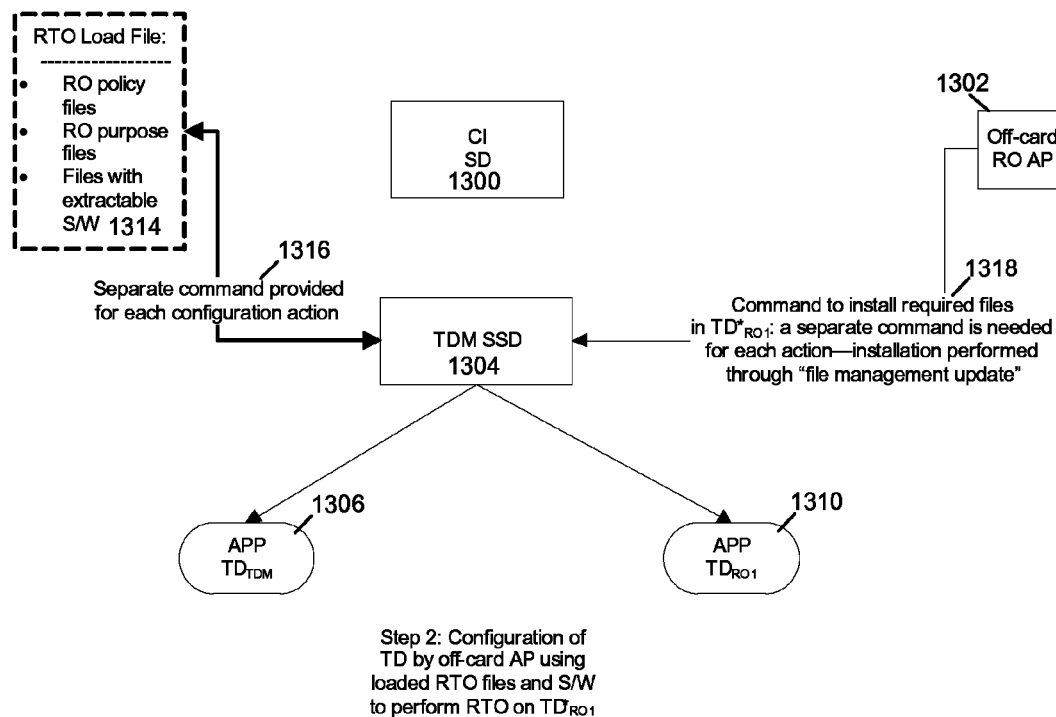 RTO Load File:
--------------------
• RO policy
files
• RO purpose
files
• Files with
extractable
S/W 1314
CI
SD
1300
1302
Off-card
RO AP
1316
Separate command provided
for each configuration action
1318
Command to install required files
in TD*RO1: a separate command is needed
for each action—installation performed
through “file management update”
TDM SSD
1304
1306
APP
TDTDM
1310
APP
TDRO1
Step 2: Configuration of
TD by off-card AP using
loaded RTO files and S/W
to perform RTO on TD*RO1